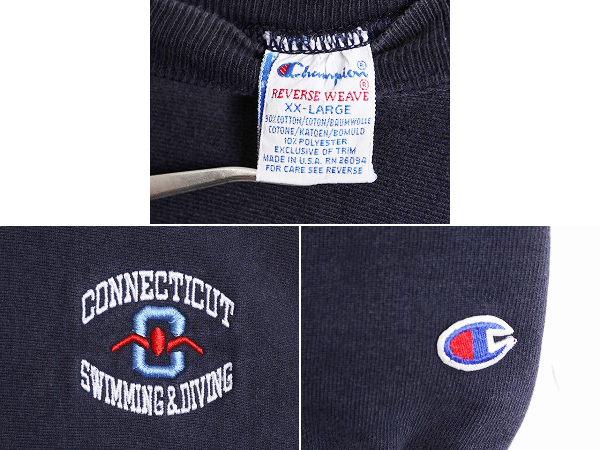 Champion®
REVERSE WEAVE®
XX-LARGE
90% COTTON/COTON/BAUMWOLLE
COTONE/KATOEN/BOMULD
10% POLYESTER
EXCLUSIVE OF TRIM
MADE IN U.S.A. RN 26094
FOR CARE SEE REVERSE
CONNECTICUT
C
SWIMMING & DIVING
C